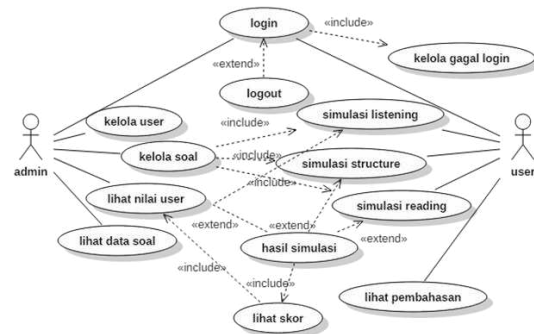 login
«include»
kelola gagal login
«extend»
logout
kelola user
«include»
simulasi listening
admin
kelola soal
«include»
simulasi structure
user
«include»
lihat nilai user
simulasi reading
«extend»
«extend»
lihat data soal
hasil simulasi
«extend»
«include»
«include»
lihat pembahasan
lihat skor